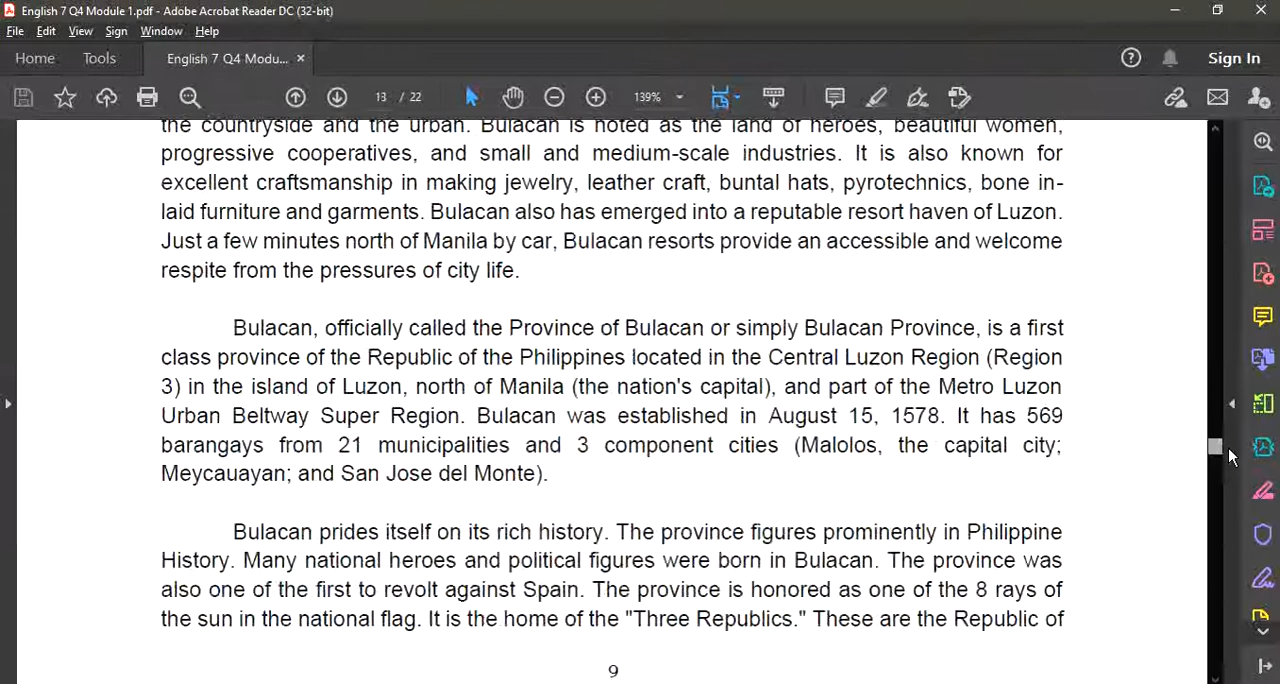 English 7 Q4 Module 1.pdf - Adobe Acrobat Reader DC (32-bit)
File Edit View Sign Window Help
Home Tools English 7 Q4 Modu... × Sign In
13 / 22 139%
the countryside and the urban. Bulacan is noted as the land of heroes, beautiful women,
progressive cooperatives, and small and medium-scale industries. It is also known for
excellent craftsmanship in making jewelry, leather craft, buntal hats, pyrotechnics, bone in-
laid furniture and garments. Bulacan also has emerged into a reputable resort haven of Luzon.
Just a few minutes north of Manila by car, Bulacan resorts provide an accessible and welcome
respite from the pressures of city life.
Bulacan, officially called the Province of Bulacan or simply Bulacan Province, is a first
class province of the Republic of the Philippines located in the Central Luzon Region (Region
3) in the island of Luzon, north of Manila (the nation's capital), and part of the Metro Luzon
Urban Beltway Super Region. Bulacan was established in August 15, 1578. It has 569
barangays from 21 municipalities and 3 component cities (Malolos, the capital city;
Meycauayan; and San Jose del Monte).
Bulacan prides itself on its rich history. The province figures prominently in Philippine
History. Many national heroes and political figures were born in Bulacan. The province was
also one of the first to revolt against Spain. The province is honored as one of the 8 rays of
the sun in the national flag. It is the home of the "Three Republics." These are the Republic of
9